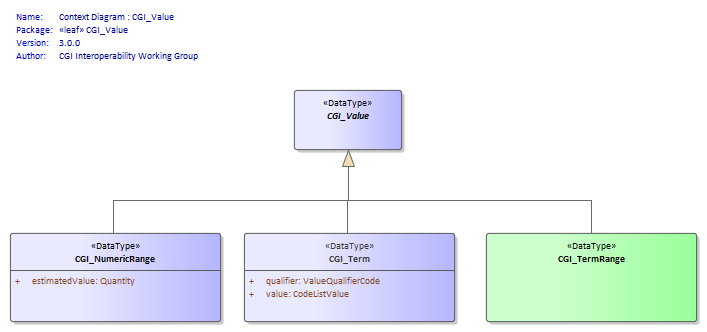 Name: Context Diagram : CGI_Value
Package: «leaf» CGI_Value
Version: 3.0.0
Author: CGI Interoperability Working Group
«DataType»
CGI_Value
«DataType»
CGI_NumericRange
+ estimatedValue: Quantity
«DataType»
CGI_Term
+ qualifier: ValueQualifierCode
+ value: CodeListValue
«DataType»
CGI_TermRange